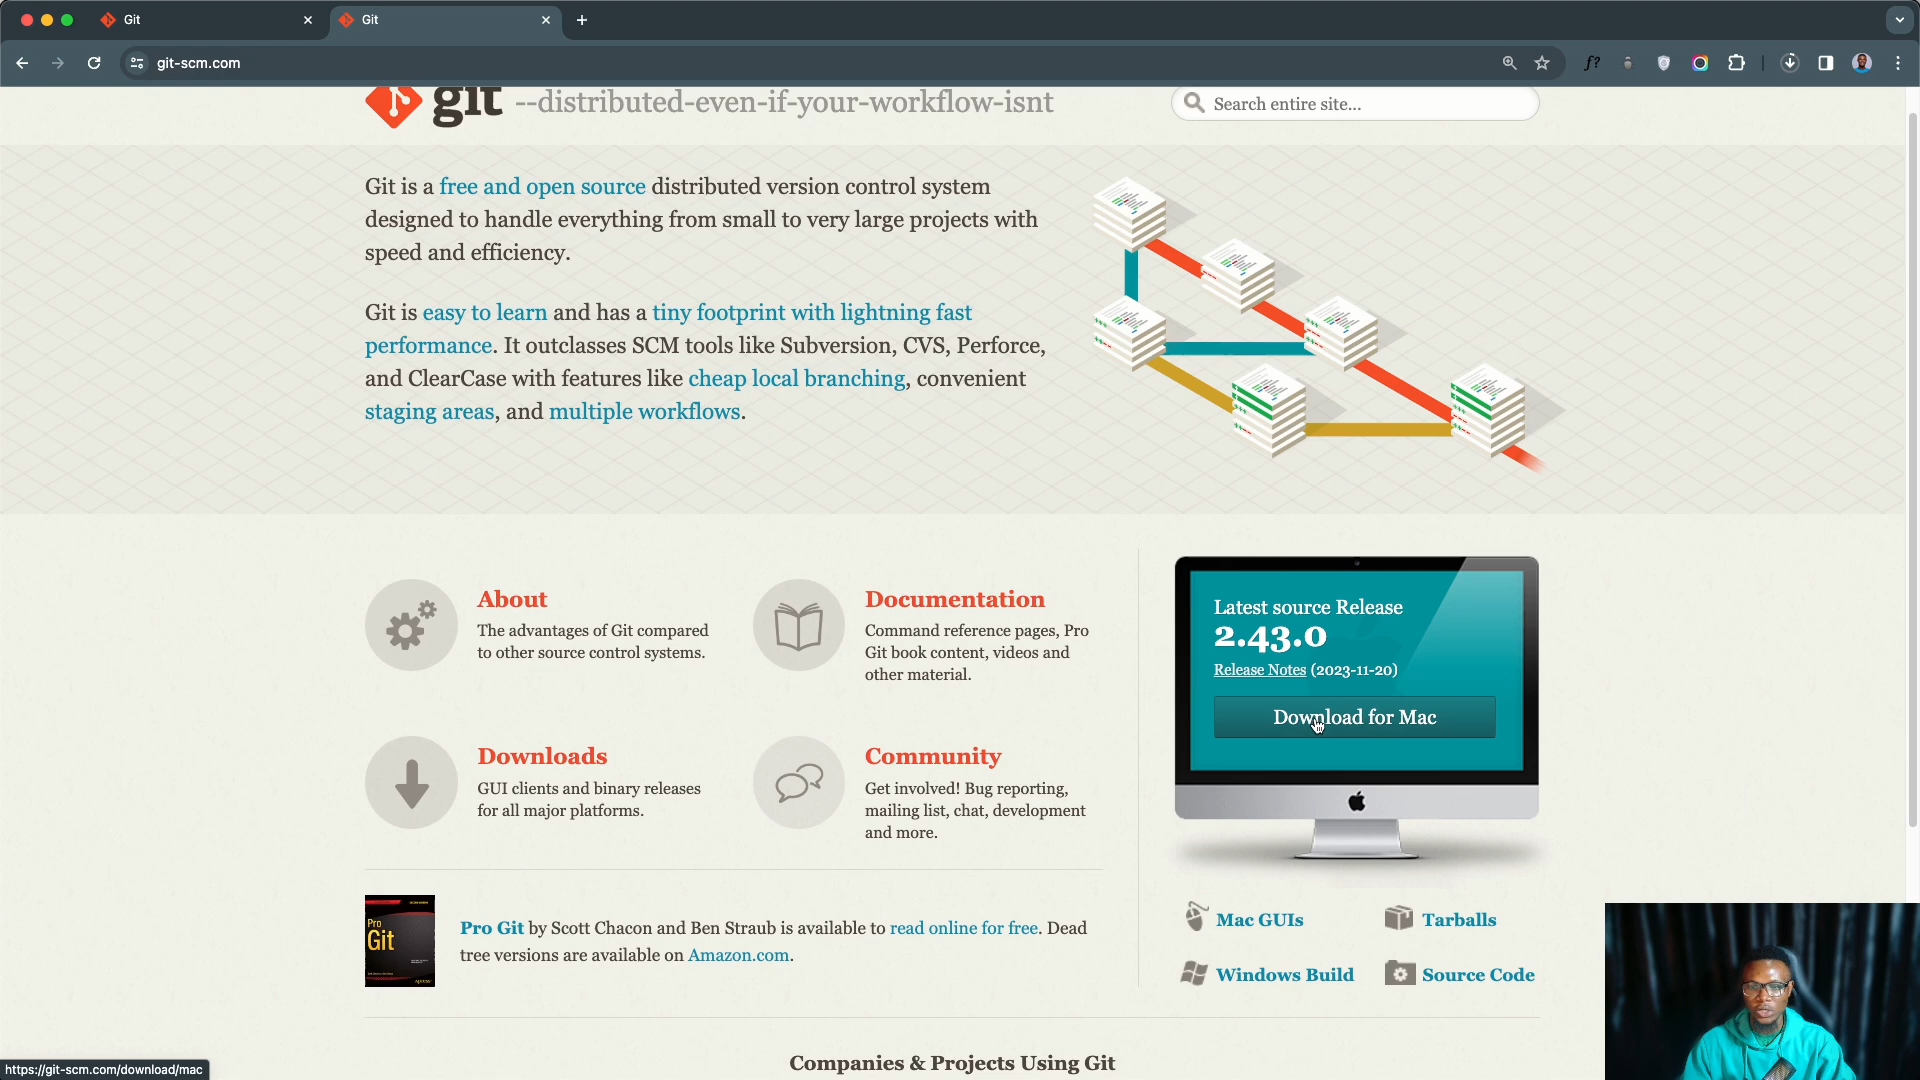 Git
Git
git-scm.com
f?
git --distributed-even-if-your-workflow-isnt
Search entire site...
Git is a free and open source distributed version control system
designed to handle everything from small to very large projects with
speed and efficiency.
Git is easy to learn and has a tiny footprint with lightning fast
performance. It outclasses SCM tools like Subversion, CVS, Perforce,
and ClearCase with features like cheap local branching, convenient
staging areas, and multiple workflows.
About
The advantages of Git compared
to other source control systems.
Documentation
Command reference pages, Pro
Git book content, videos and
other material.
Downloads
GUI clients and binary releases
for all major platforms.
Community
Get involved! Bug reporting,
mailing list, chat, development
and more.
Latest source Release
2.43.0
Release Notes (2023-11-20)
Download for Mac
Pro
Git
Pro Git by Scott Chacon and Ben Straub is available to read online for free. Dead
tree versions are available on Amazon.com.
Mac GUIs
Tarballs
Windows Build
Source Code
Companies & Projects Using Git
https://git-scm.com/download/mac